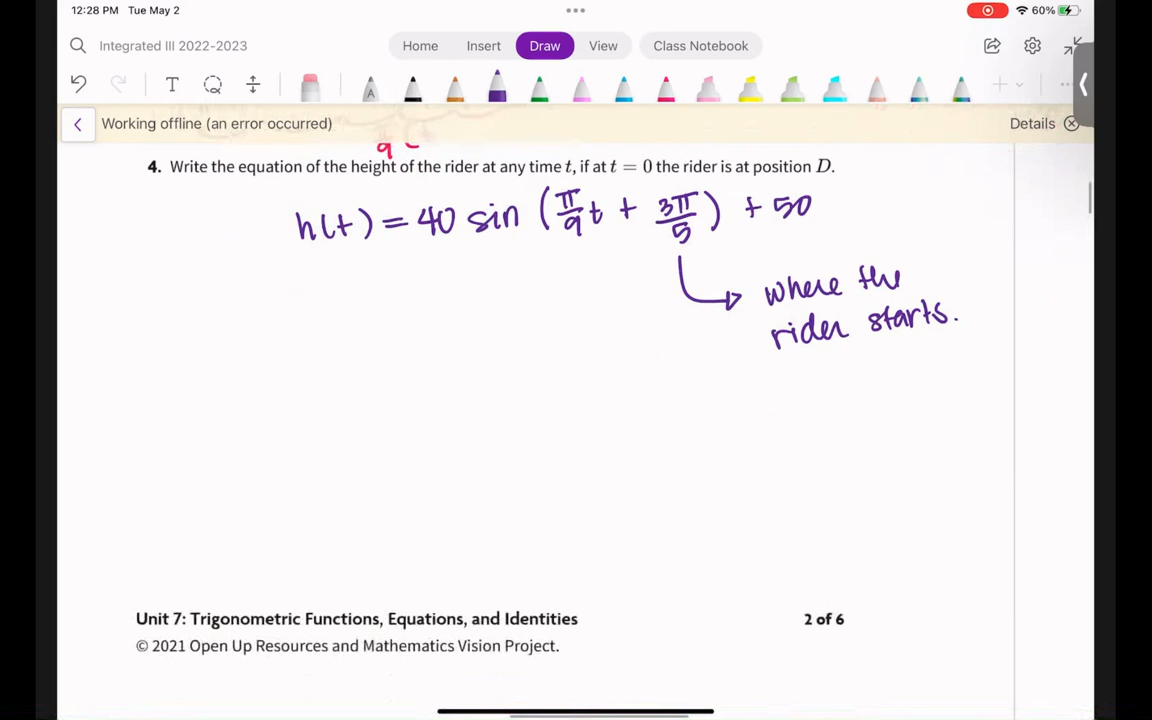 12:28 PM Tue May 2
60%
Integrated III 2022-2023
Home Insert Draw View Class Notebook
T
A
Working offline (an error occurred) Details
9
4. Write the equation of the height of the rider at any time t, if at t = 0 the rider is at position D.
h(t) = 40 sin (π/9 t + 3π/5) + 50
where the
rider starts.
Unit 7: Trigonometric Functions, Equations, and Identities 2 of 6
© 2021 Open Up Resources and Mathematics Vision Project.